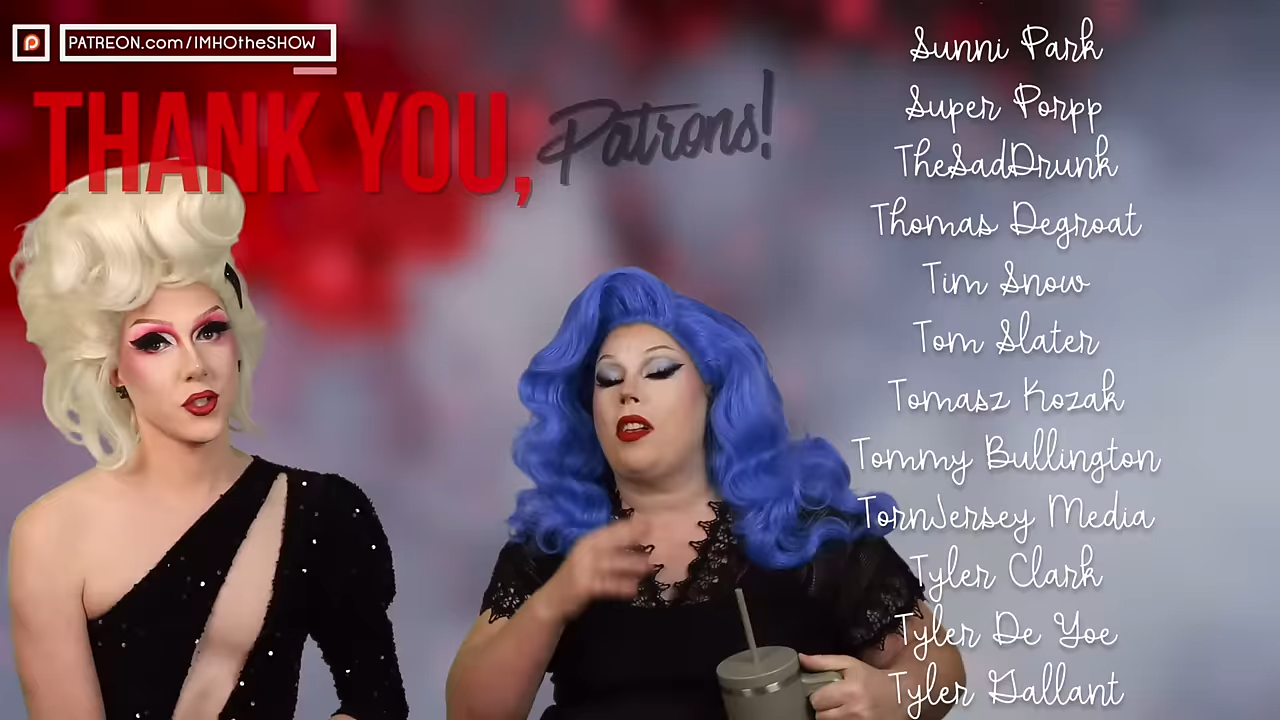 PATREON.com/IMHOtheSHOW
THANK YOU, Patrons!
Sunni Park
Super Porpp
TheSadDrunk
Thomas Degroat
Tim Snow
Tom Slater
Tomasz Kozak
Tommy Bullington
TornJersey Media
Tyler Clark
Tyler De Yoe
Tyler Gallant